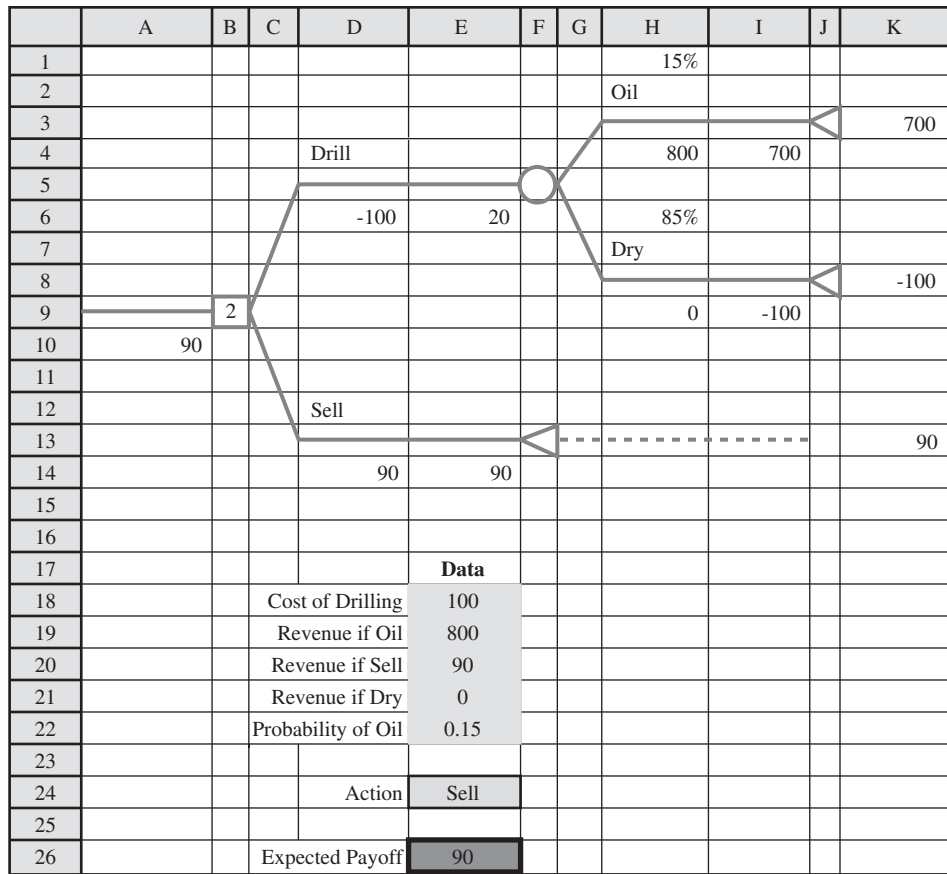 A B C D E F G H I J K
1 15%
2 Oil
3 700
4 Drill 800 700
5
6 -100 20 85%
7 Dry
8 -100
9 2 0 -100
10 90
11
12 Sell
13 90
14 90 90
15
16
17 Data
18 Cost of Drilling 100
19 Revenue if Oil 800
20 Revenue if Sell 90
21 Revenue if Dry 0
22 Probability of Oil 0.15
23
24 Action Sell
25
26 Expected Payoff 90